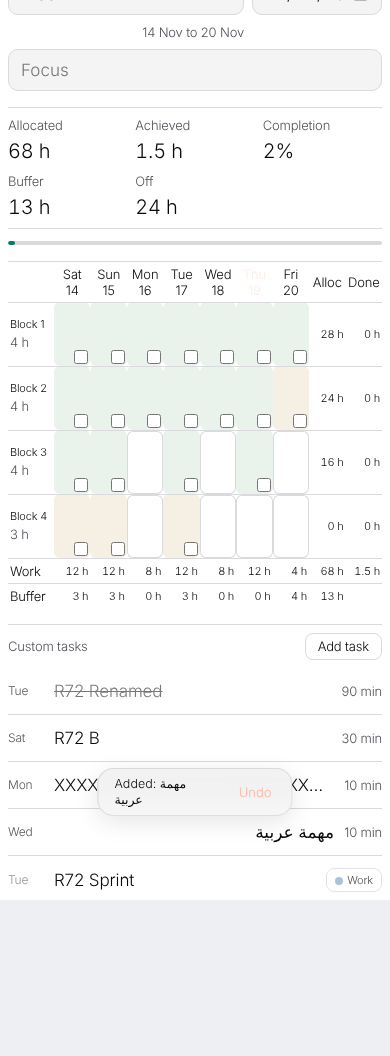 14 Nov to 20 Nov
Focus
Allocated Achieved Completion
68 h 1.5 h 2%
Buffer Off
13 h 24 h
Sat Sun Mon Tue Wed Thu Fri Alloc Done
14 15 16 17 18 19 20
Block 1 28 h 0 h
4 h
Block 2 24 h 0 h
4 h
Block 3 16 h 0 h
4 h
Block 4 0 h 0 h
3 h
Work 12 h 12 h 8 h 12 h 8 h 12 h 4 h 68 h 1.5 h
Buffer 3 h 3 h 0 h 3 h 0 h 0 h 4 h 13 h
Custom tasks Add task
Tue R72 Renamed 90 min
Sat R72 B 30 min
Mon XXXX XX... 10 min
Added: مهمة
عربية
Undo
Wed مهمة عربية 10 min
Tue R72 Sprint Work